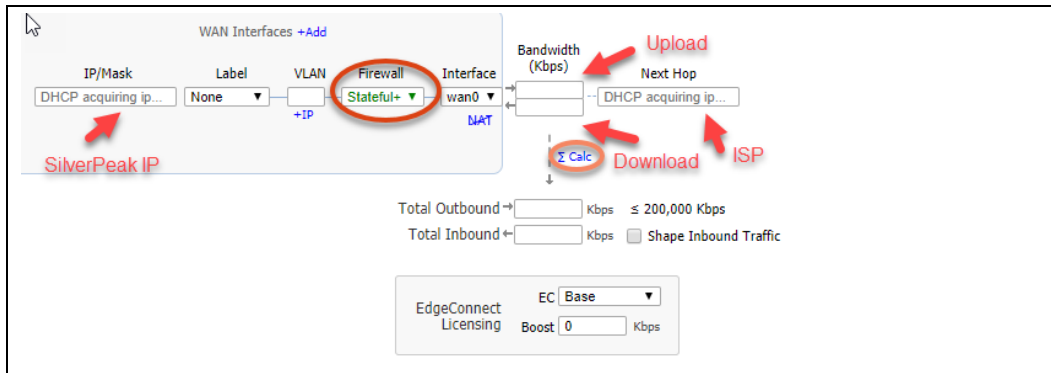 WAN Interfaces +Add
Bandwidth
(Kbps)
Upload
IP/Mask Label VLAN Firewall Interface Next Hop
DHCP acquiring ip... None Stateful+ wan0 DHCP acquiring ip...
+IP NAT
SilverPeak IP
Σ Calc Download ISP
Total Outbound Kbps ≤ 200,000 Kbps
Total Inbound Kbps Shape Inbound Traffic
EdgeConnect
Licensing
EC Base
Boost 0 Kbps